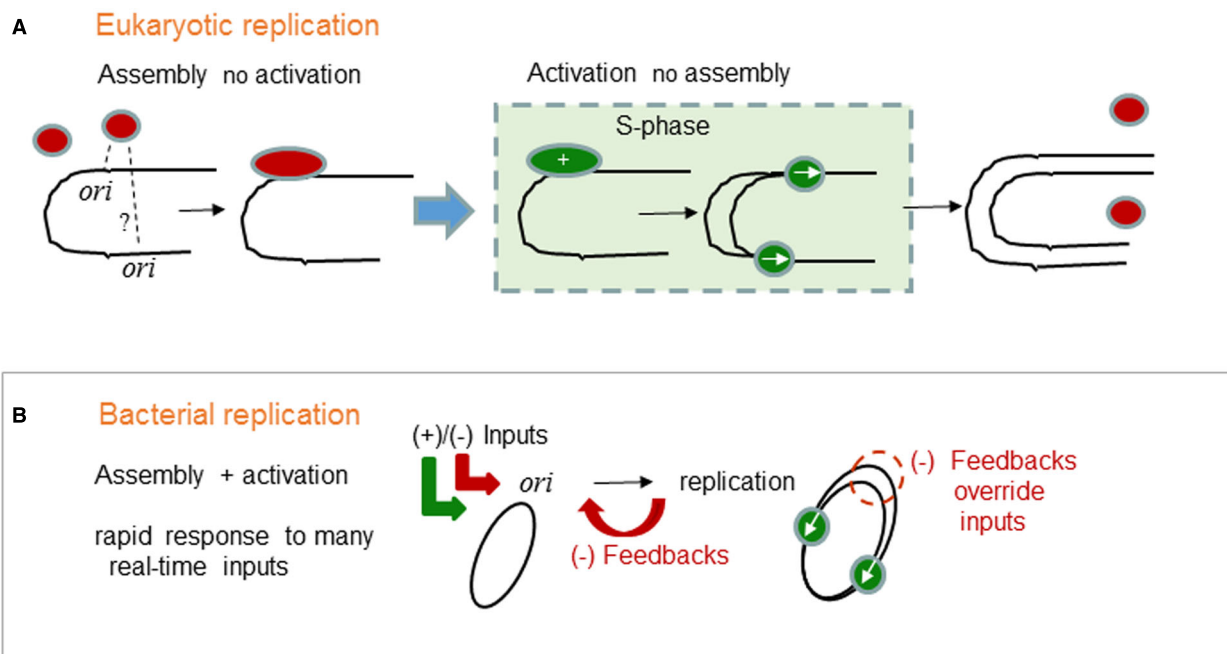 A
Eukaryotic replication
Assembly no activation
Activation no assembly
S-phase
+
ori
?
ori
B
Bacterial replication
(+)/(-) Inputs
Assembly + activation
ori
replication
(-) Feedbacks
override
inputs
rapid response to many
real-time inputs
(-) Feedbacks